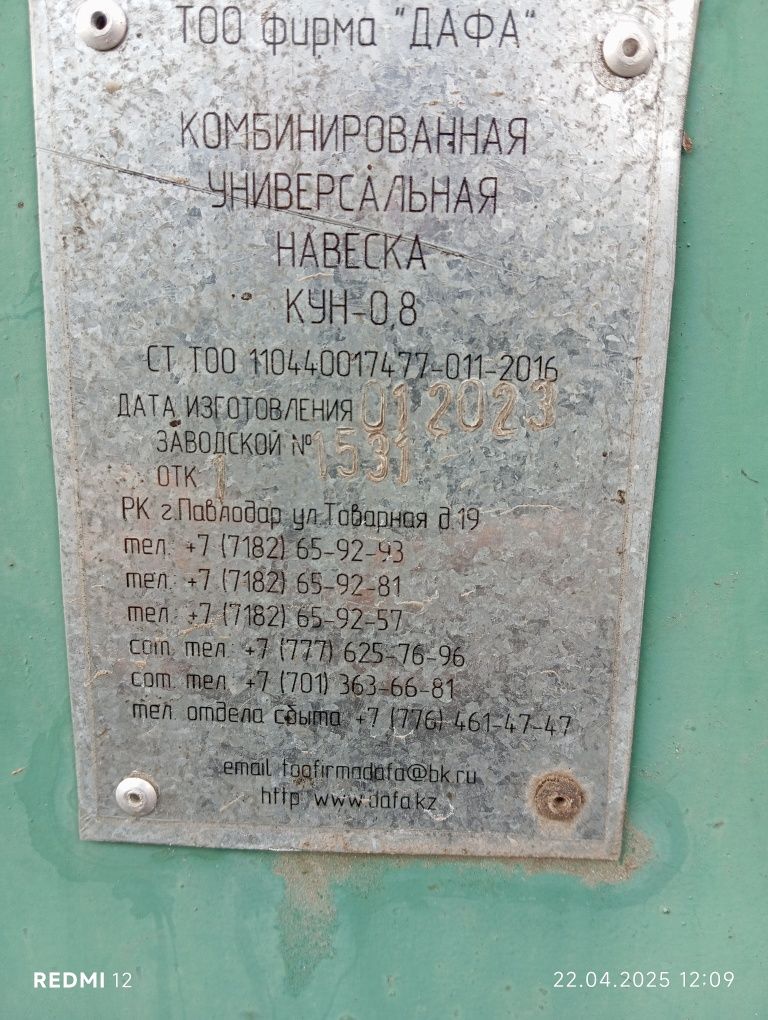 ТОО фирма "ДАФА"
КОМБИНИРОВАННАЯ
УНИВЕРСАЛЬНАЯ
НАВЕСКА
КУН-0,8
СТ ТОО 110440017477-011-2016
ДАТА ИЗГОТОВЛЕНИЯ 01 2023
ЗАВОДСКОЙ № 1531
ОТК 1
РК г.Павлодар ул.Товарная д.19
тел.: +7 (7182) 65-92-93
тел.: +7 (7182) 65-92-81
тел.: +7 (7182) 65-92-57
сот. тел.: +7 (777) 625-76-96
сот. тел.: +7 (701) 363-66-81
тел. отдела сбыта +7 (776) 461-47-47
email: toofirmadafa@bk.ru
http: www.dafa.kz
REDMI 12
22.04.2025 12:09